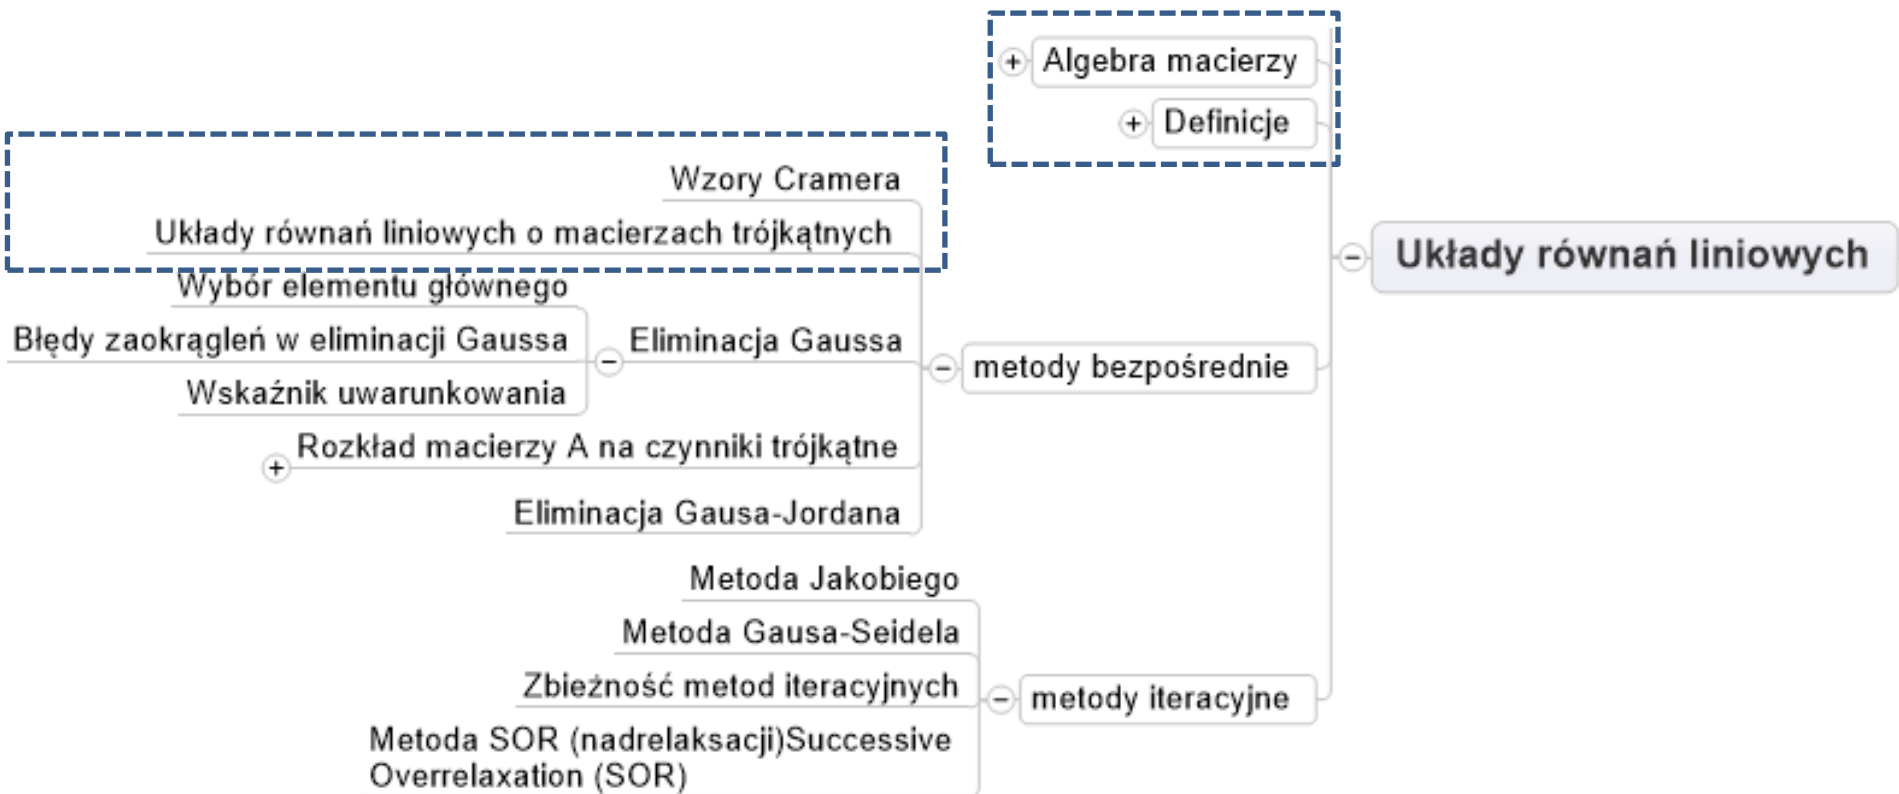 Algebra macierzy
Definicje
Wzory Cramera
Układy równań liniowych o macierzach trójkątnych
Układy równań liniowych
Wybór elementu głównego
Błędy zaokrągleń w eliminacji Gaussa
Eliminacja Gaussa
metody bezpośrednie
Wskaźnik uwarunkowania
Rozkład macierzy A na czynniki trójkątne
Eliminacja Gausa-Jordana
Metoda Jakobiego
Metoda Gausa-Seidela
Zbieżność metod iteracyjnych
metody iteracyjne
Metoda SOR (nadrelaksacji)Successive
Overrelaxation (SOR)